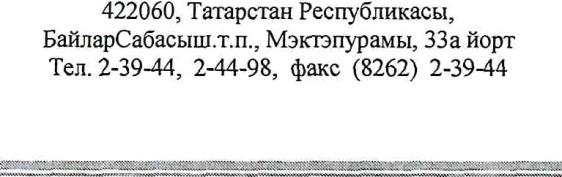 422060, Татарстан Республикасы,
БайларСабасыш.т.п., Мэктэпурамы, 33а йорт
Тел. 2-39-44, 2-44-98, факс (8262) 2-39-44